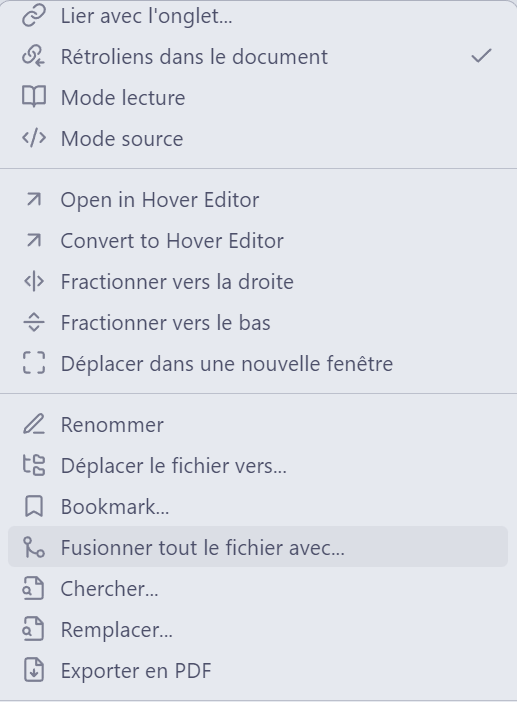 Lier avec l'onglet...
Rétroliens dans le document
Mode lecture
Mode source
Open in Hover Editor
Convert to Hover Editor
Fractionner vers la droite
Fractionner vers le bas
Déplacer dans une nouvelle fenêtre
Renommer
Déplacer le fichier vers...
Bookmark...
Fusionner tout le fichier avec...
Chercher...
Remplacer...
Exporter en PDF